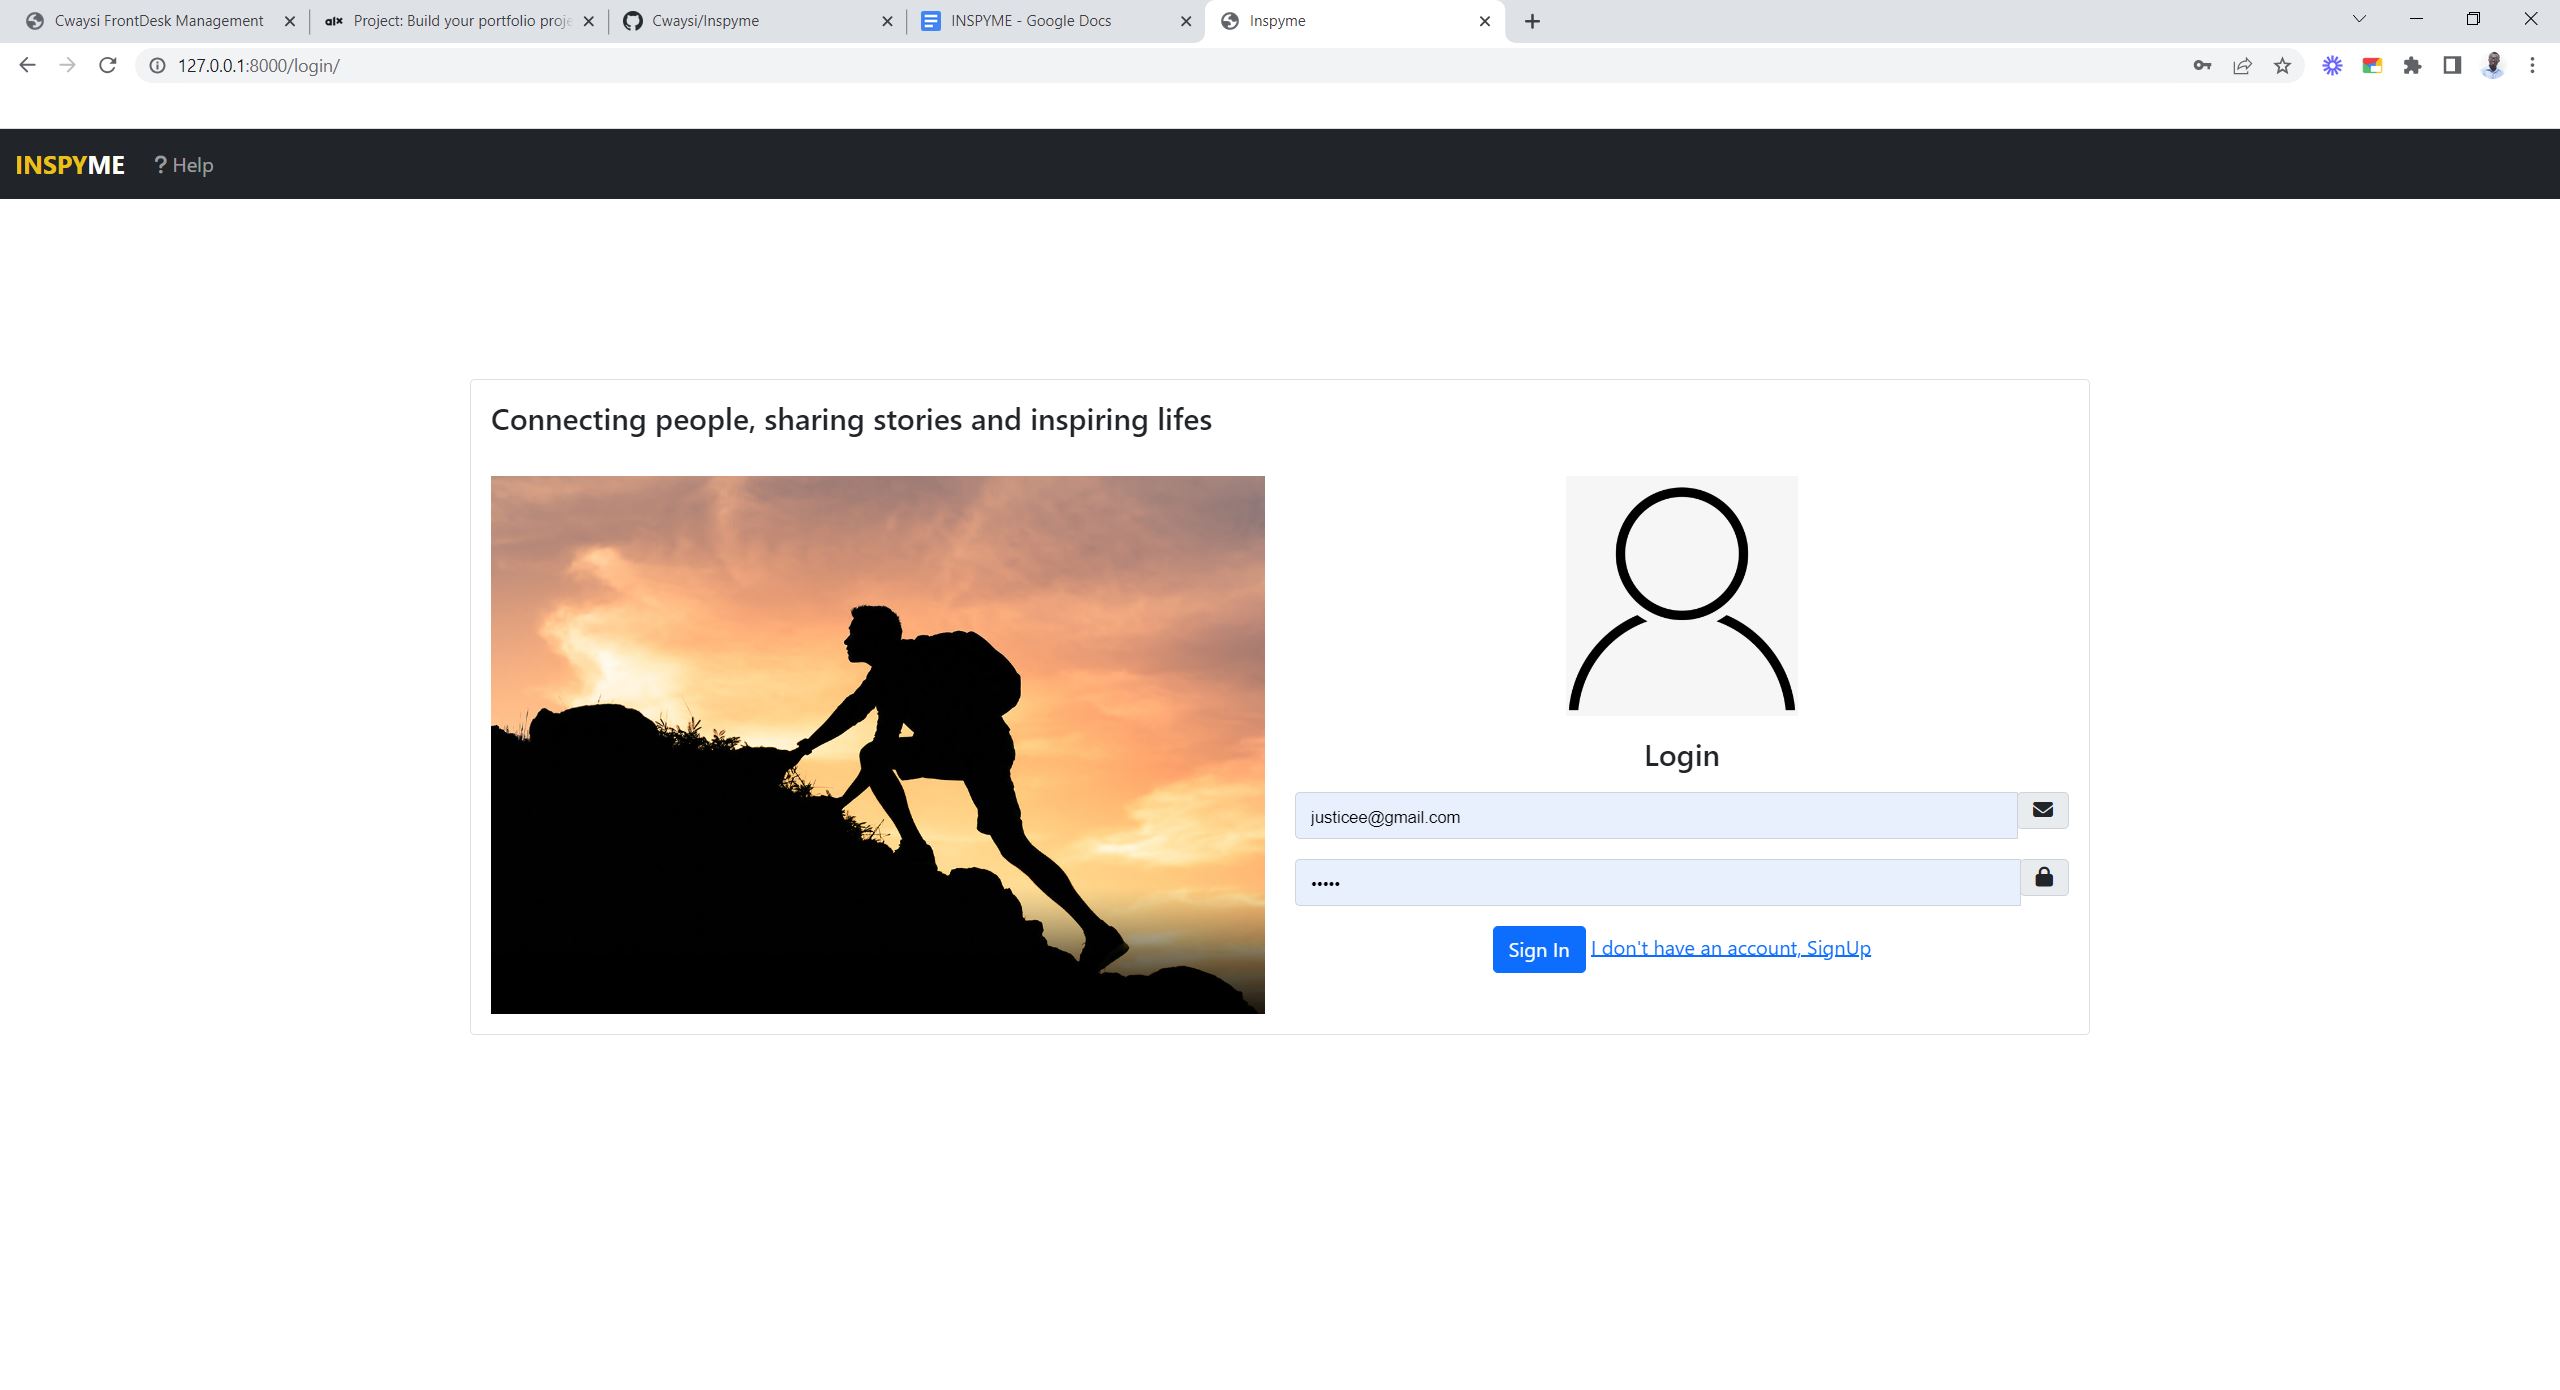 Cwaysi FrontDesk Management
alx Project: Build your portfolio proje
Cwaysi/Inspyme
INSPYME - Google Docs
Inspyme
127.0.0.1:8000/login/
INSPYME
? Help
Connecting people, sharing stories and inspiring lifes
Login
justicee@gmail.com
•••••
Sign In
I don't have an account, SignUp